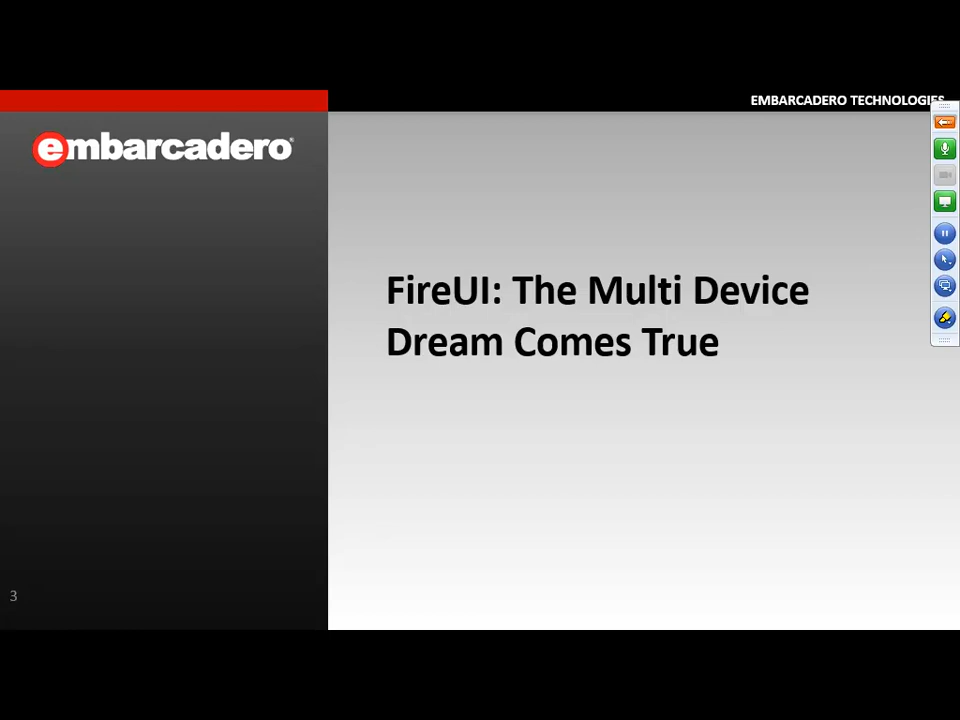 EMBARCADERO TECHNOLOGIES
embarcadero
FireUI: The Multi Device
Dream Comes True
3